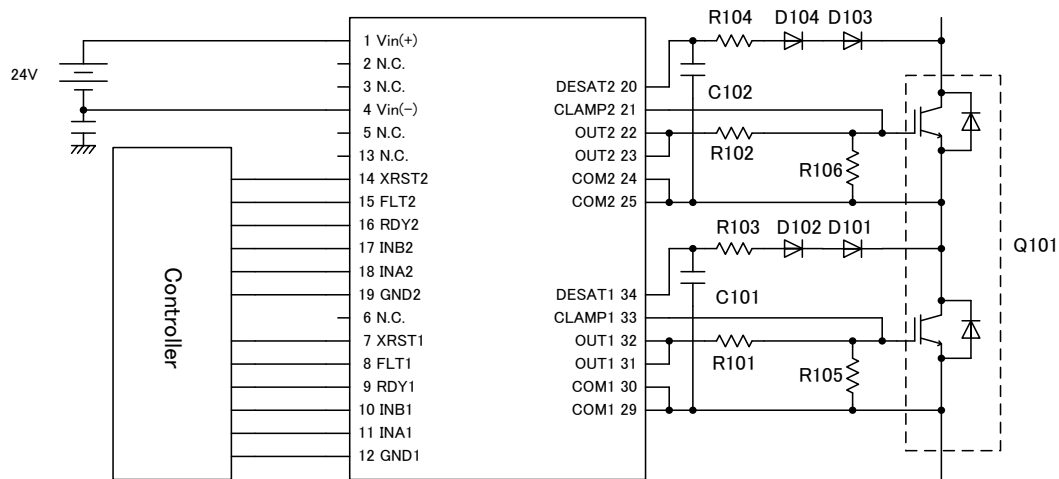 24V
1 Vin(+)
2 N.C.
3 N.C.
4 Vin(-)
5 N.C.
13 N.C.
14 XRST2
15 FLT2
16 RDY2
17 INB2
18 INA2
19 GND2
6 N.C.
7 XRST1
8 FLT1
9 RDY1
10 INB1
11 INA1
12 GND1
Controller
DESAT2 20
CLAMP2 21
OUT2 22
OUT2 23
COM2 24
COM2 25
DESAT1 34
CLAMP1 33
OUT1 32
OUT1 31
COM1 30
COM1 29
R104
D104
D103
C102
R102
R106
R103
D102
D101
C101
R101
R105
Q101